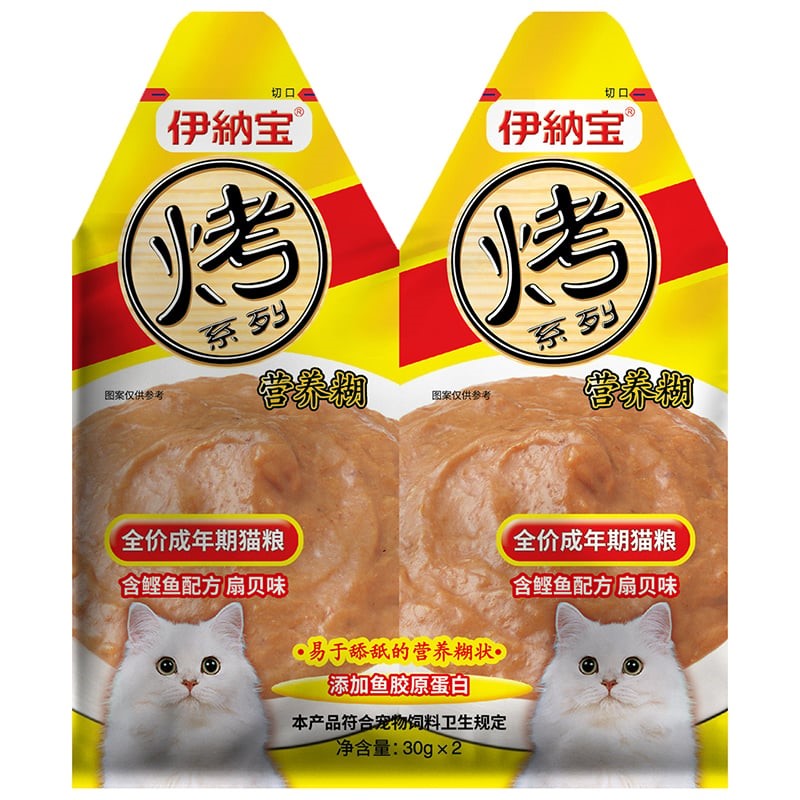 切口
伊納宝®
烤
系列
图案仅供参考
营养糊
全价成年期猫粮
含鲣鱼配方 扇贝味
切口
伊納宝®
烤
系列
图案仅供参考
营养糊
全价成年期猫粮
含鲣鱼配方 扇贝味
•易于舔舐的营养糊状•
添加鱼胶原蛋白
本产品符合宠物饲料卫生规定
净含量:30g×2